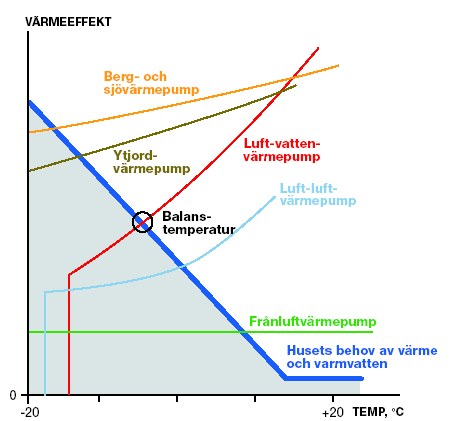 VÄRMEEFFEKT
Berg- och
sjövärmepump
Ytjord-
värmepump
Luft-vatten-
värmepump
Luft-luft-
värmepump
Balans-
temperatur
Frånluftvärmepump
Husets behov av värme
och varmvatten
0
-20
+20
TEMP, °C